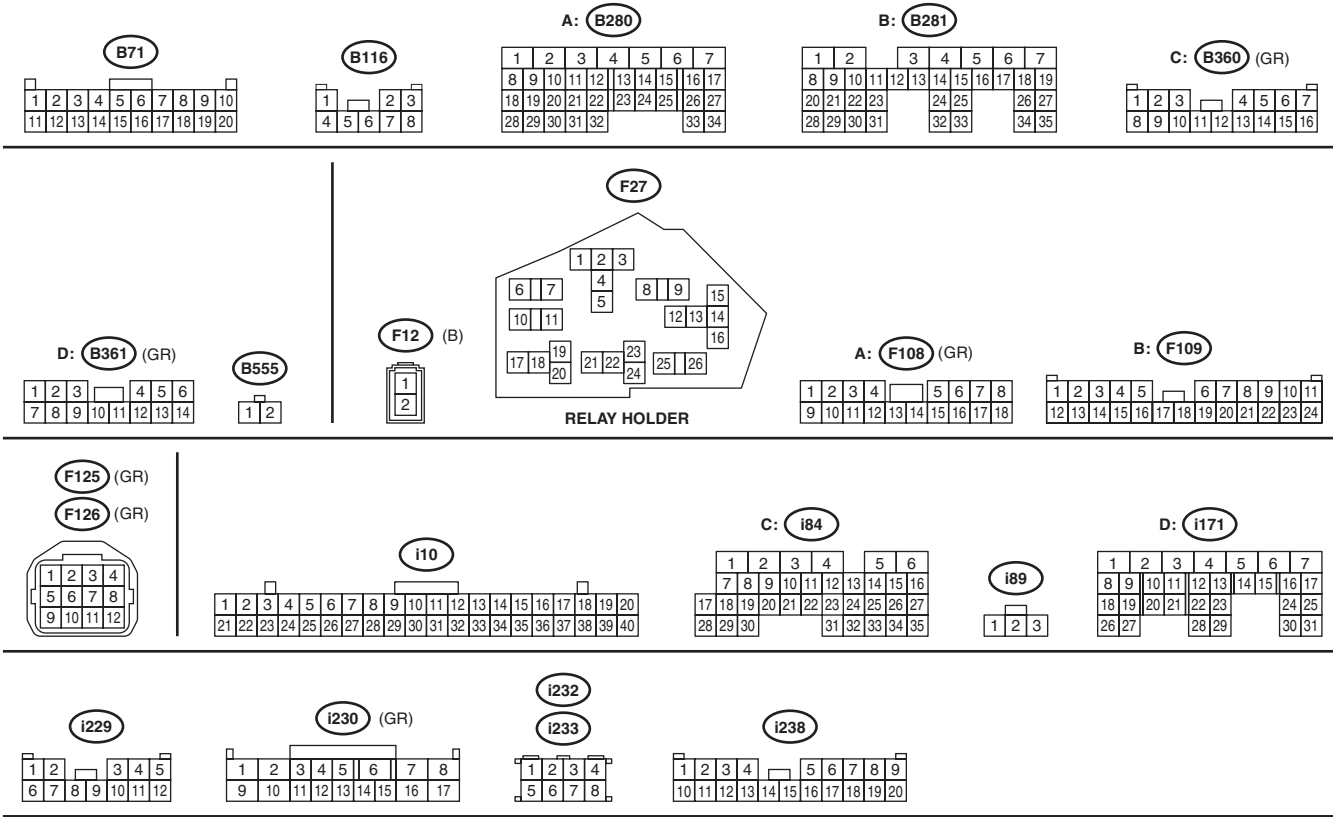 A: B280
B: B281
B71
B116
C: B360 (GR)
1 2 3 4 5 6 7 8 9 10
11 12 13 14 15 16 17 18 19 20
1 2 3
4 5 6 7 8
1 2 3 4 5 6 7
8 9 10 11 12 13 14 15 16 17
18 19 20 21 22 23 24 25 26 27
28 29 30 31 32 33 34
1 2 3 4 5 6 7
8 9 10 11 12 13 14 15 16 17 18 19
20 21 22 23 24 25 26 27
28 29 30 31 32 33 34 35
1 2 3 4 5 6 7
8 9 10 11 12 13 14 15 16
D: B361 (GR)
1 2 3 4 5 6
7 8 9 10 11 12 13 14
B555
1 2
F12 (B)
1
2
F27
1 2 3
4
5
6 7
8 9
10 11
15
12 13 14
16
17 18 19
20
21 22 23
24
25 26
RELAY HOLDER
A: F108 (GR)
1 2 3 4 5 6 7 8
9 10 11 12 13 14 15 16 17 18
B: F109
1 2 3 4 5 6 7 8 9 10 11
12 13 14 15 16 17 18 19 20 21 22 23 24
F125 (GR)
F126 (GR)
1 2 3 4
5 6 7 8
9 10 11 12
i10
1 2 3 4 5 6 7 8 9 10 11 12 13 14 15 16 17 18 19 20
21 22 23 24 25 26 27 28 29 30 31 32 33 34 35 36 37 38 39 40
C: i84
1 2 3 4 5 6
7 8 9 10 11 12 13 14 15 16
17 18 19 20 21 22 23 24 25 26 27
28 29 30 31 32 33 34 35
i89
1 2 3
D: i171
1 2 3 4 5 6 7
8 9 10 11 12 13 14 15 16 17
18 19 20 21 22 23 24 25
26 27 28 29 30 31
i229
1 2 3 4 5
6 7 8 9 10 11 12
i230 (GR)
1 2 3 4 5 6 7 8
9 10 11 12 13 14 15 16 17
i232
i233
1 2 3 4
5 6 7 8
i238
1 2 3 4 5 6 7 8 9
10 11 12 13 14 15 16 17 18 19 20